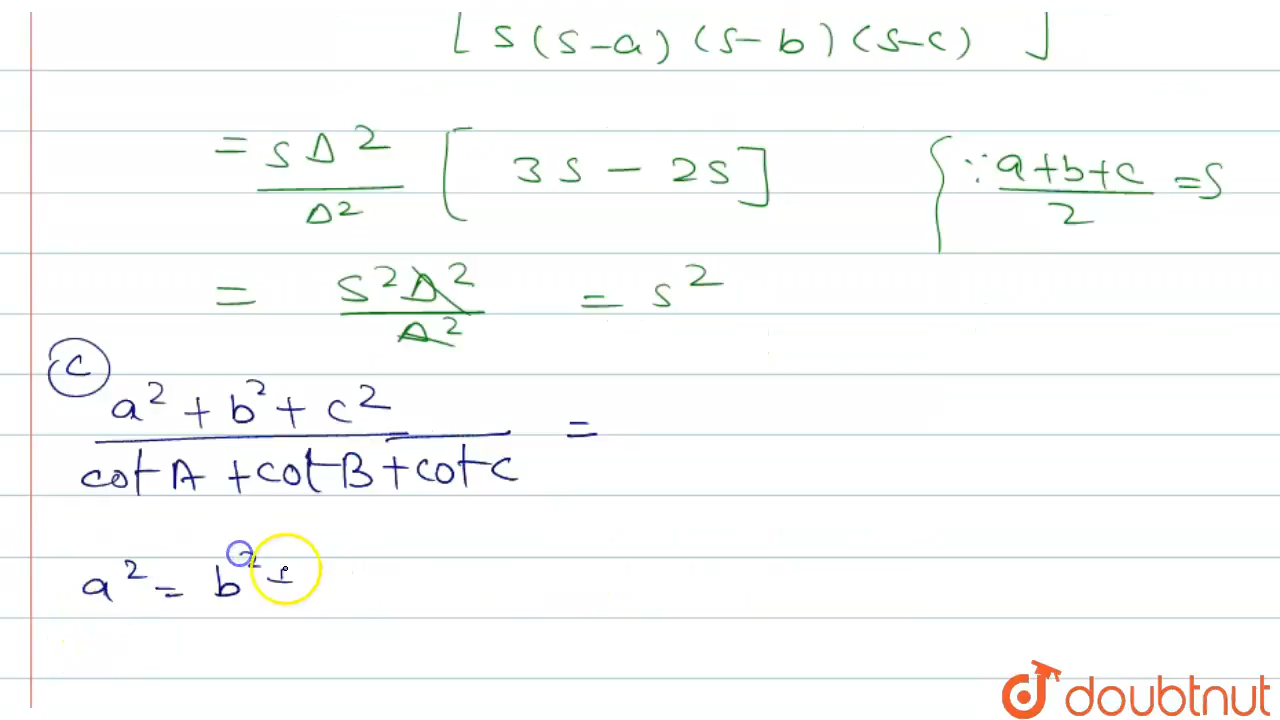 [ s(s-a)(s-b)(s-c) ]
= sΔ²/Δ² [ 3s - 2s ] { ∵ a+b+c/2 = s
= s²Δ²/Δ² = s²
(c)
a² + b² + c² / cot A + cot B + cot C =
a² = b² +
doubtnut